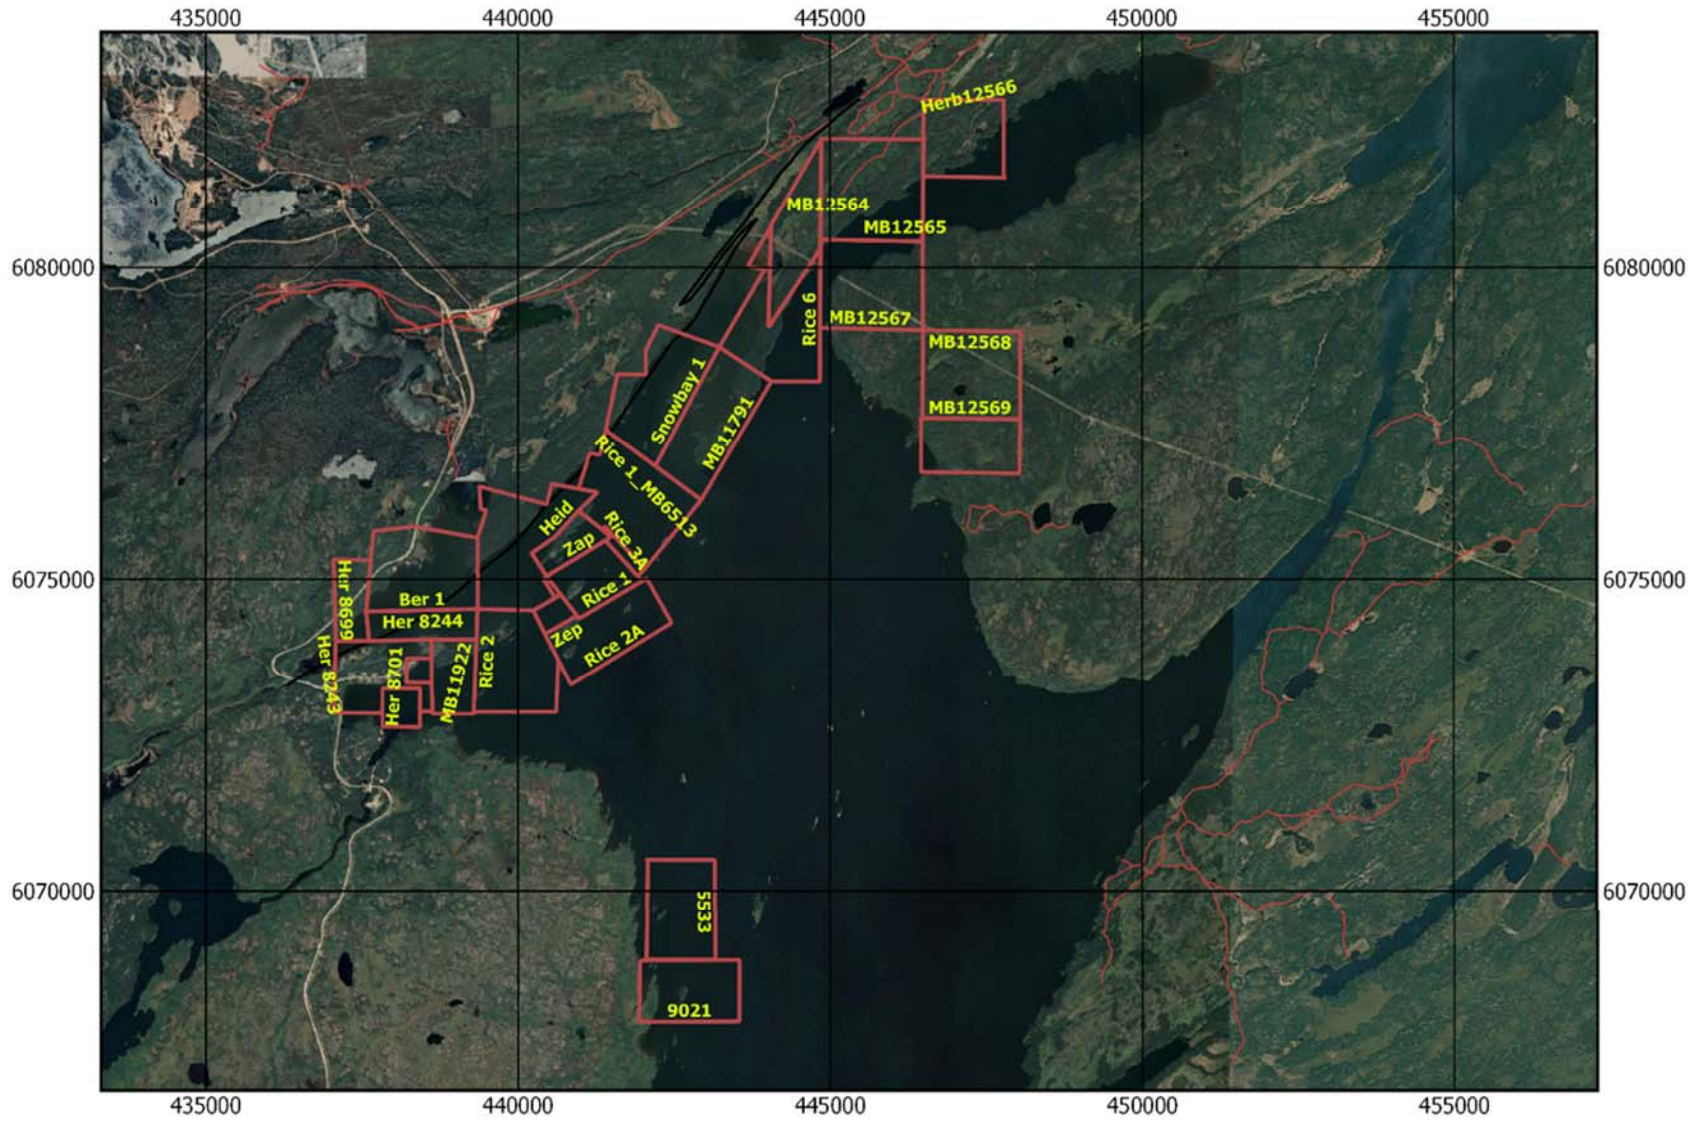 435000 440000 445000 450000 455000
Herb12566
MB12564
MB12565
6080000 6080000
Rice 6
MB12567
MB12568
Snowbay 1
MB11791
MB12569
Rice 1_MB6513
Heid
Zap
Rice 3A
6075000 6075000
Her 8699
Ber 1
Rice 1
Her 8244
Zep
Rice 2A
Her 8243
Her 8701
MB11922
Rice 2
6070000 6070000
5533
9021
435000 440000 445000 450000 455000